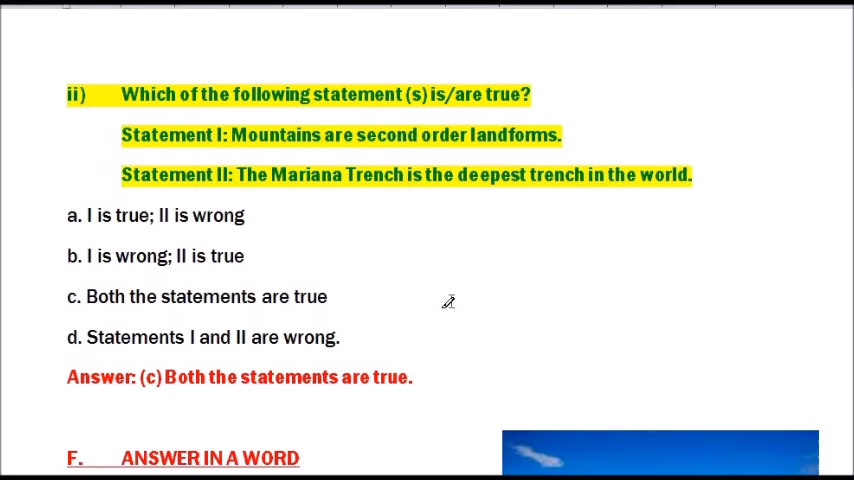 ii) Which of the following statement (s) is/are true?
Statement I: Mountains are second order landforms.
Statement II: The Mariana Trench is the deepest trench in the world.
a. I is true; II is wrong
b. I is wrong; II is true
c. Both the statements are true
d. Statements I and II are wrong.
Answer: (c) Both the statements are true.
F. ANSWER IN A WORD